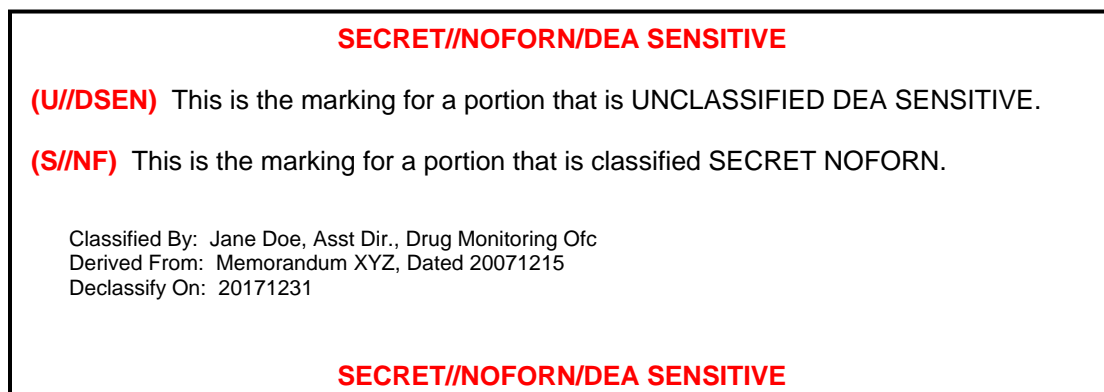 SECRET//NOFORN/DEA SENSITIVE
(U//DSEN) This is the marking for a portion that is UNCLASSIFIED DEA SENSITIVE.
(S//NF) This is the marking for a portion that is classified SECRET NOFORN.
Classified By: Jane Doe, Asst Dir., Drug Monitoring Ofc
Derived From: Memorandum XYZ, Dated 20071215
Declassify On: 20171231
SECRET//NOFORN/DEA SENSITIVE